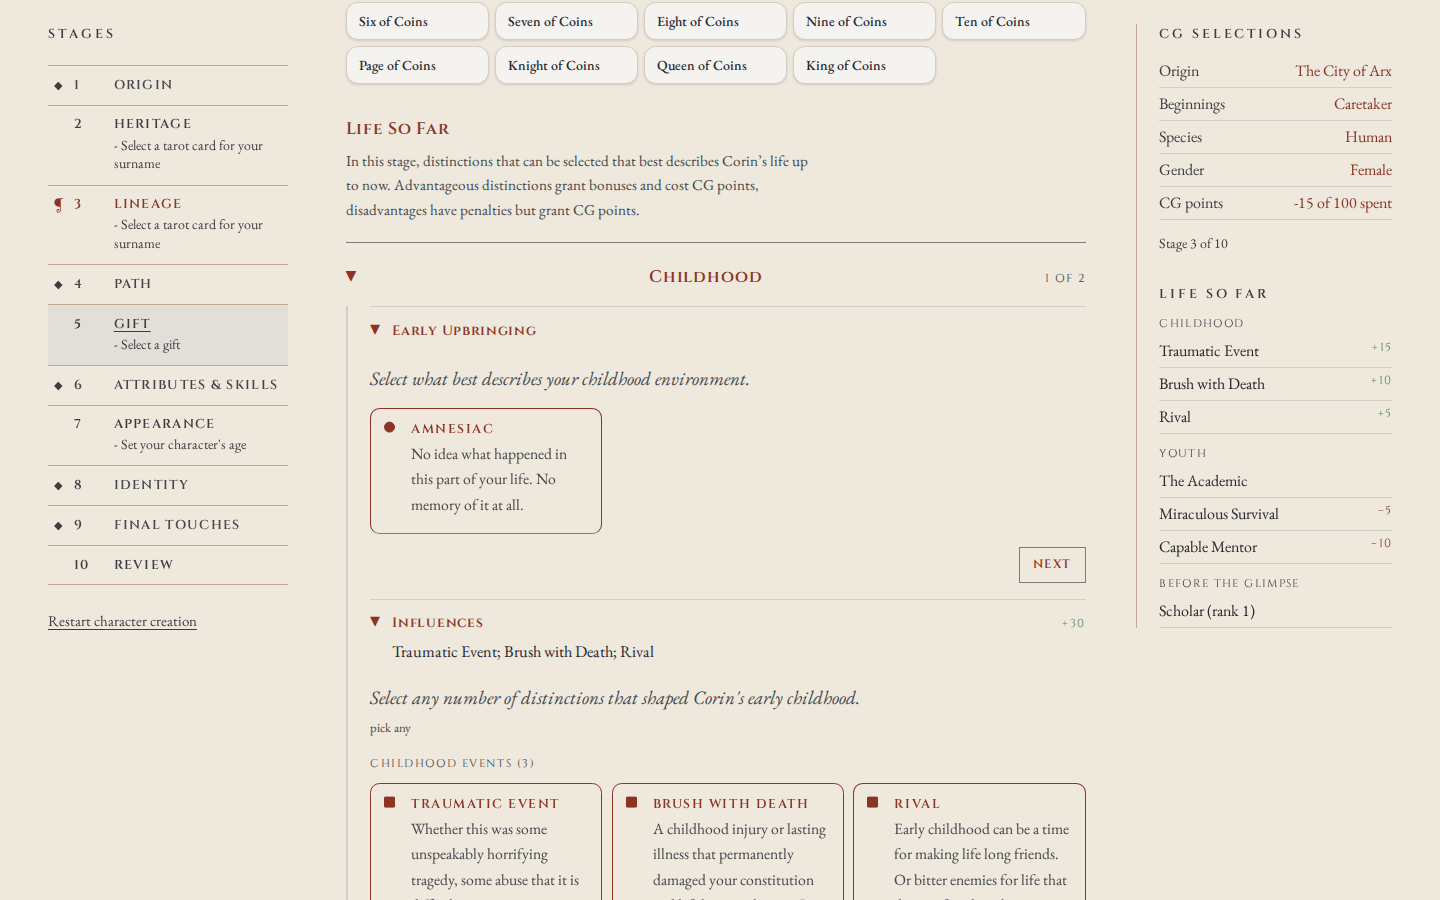 STAGES
◆ 1 ORIGIN
2 HERITAGE
- Select a tarot card for your
surname
¶ 3 LINEAGE
- Select a tarot card for your
surname
◆ 4 PATH
5 GIFT
- Select a gift
◆ 6 ATTRIBUTES & SKILLS
7 APPEARANCE
- Set your character's age
◆ 8 IDENTITY
◆ 9 FINAL TOUCHES
10 REVIEW
Restart character creation
Six of Coins
Seven of Coins
Eight of Coins
Nine of Coins
Ten of Coins
Page of Coins
Knight of Coins
Queen of Coins
King of Coins
LIFE SO FAR
In this stage, distinctions that can be selected that best describes Corin’s life up
to now. Advantageous distinctions grant bonuses and cost CG points,
disadvantages have penalties but grant CG points.
▼ CHILDHOOD 1 OF 2
▼ EARLY UPBRINGING
Select what best describes your childhood environment.
AMNESIAC
No idea what happened in
this part of your life. No
memory of it at all.
NEXT
▼ INFLUENCES +30
Traumatic Event; Brush with Death; Rival
Select any number of distinctions that shaped Corin's early childhood.
pick any
CHILDHOOD EVENTS (3)
TRAUMATIC EVENT
Whether this was some
unspeakably horrifying
tragedy, some abuse that it is
BRUSH WITH DEATH
A childhood injury or lasting
illness that permanently
damaged your constitution
RIVAL
Early childhood can be a time
for making life long friends.
Or bitter enemies for life that
CG SELECTIONS
Origin The City of Arx
Beginnings Caretaker
Species Human
Gender Female
CG points -15 of 100 spent
Stage 3 of 10
LIFE SO FAR
CHILDHOOD
Traumatic Event +15
Brush with Death +10
Rival +5
YOUTH
The Academic
Miraculous Survival −5
Capable Mentor −10
BEFORE THE GLIMPSE
Scholar (rank 1)